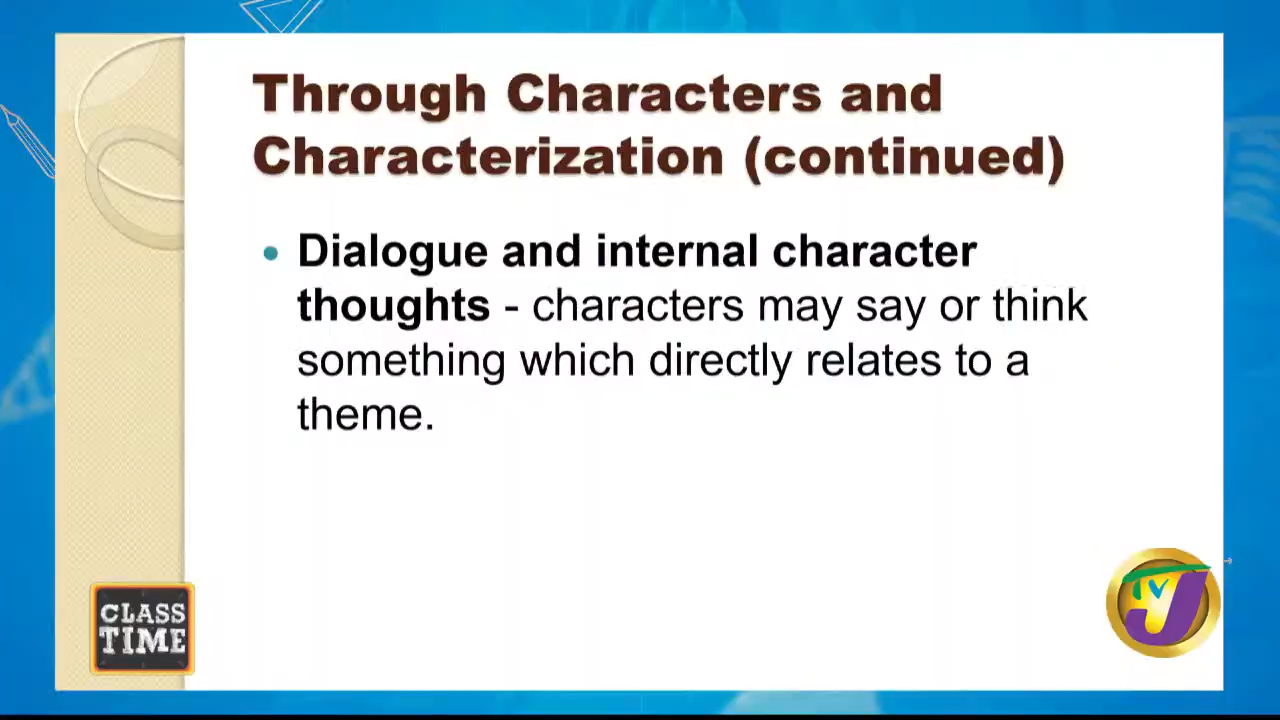 Through Characters and
Characterization (continued)
Dialogue and internal character
thoughts - characters may say or think
something which directly relates to a
theme.
CLASS
TIME
TVJ